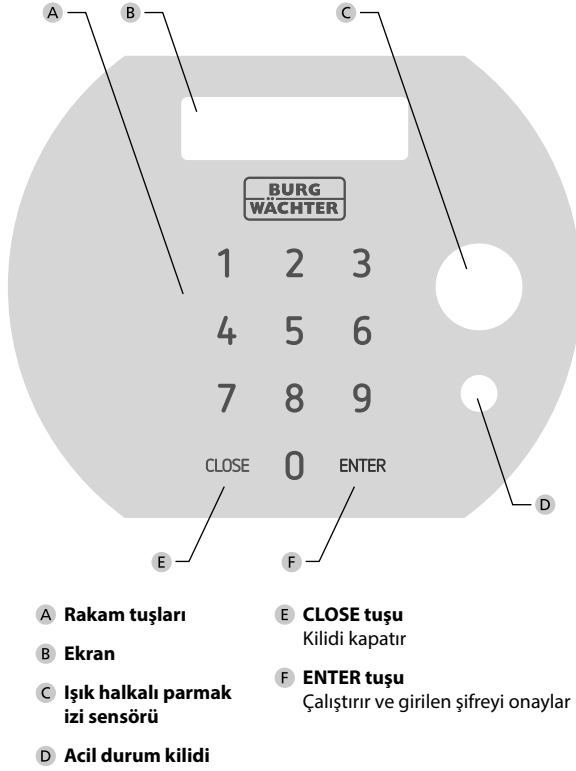 A B C
BURG
WÄCHTER
1 2 3
4 5 6
7 8 9
CLOSE 0 ENTER
D
E F
A Rakam tuşları
B Ekran
C Işık halkalı parmak
izi sensörü
D Acil durum kilidi
E CLOSE tuşu
Kilidi kapatır
F ENTER tuşu
Çalıştırır ve girilen şifreyi onaylar